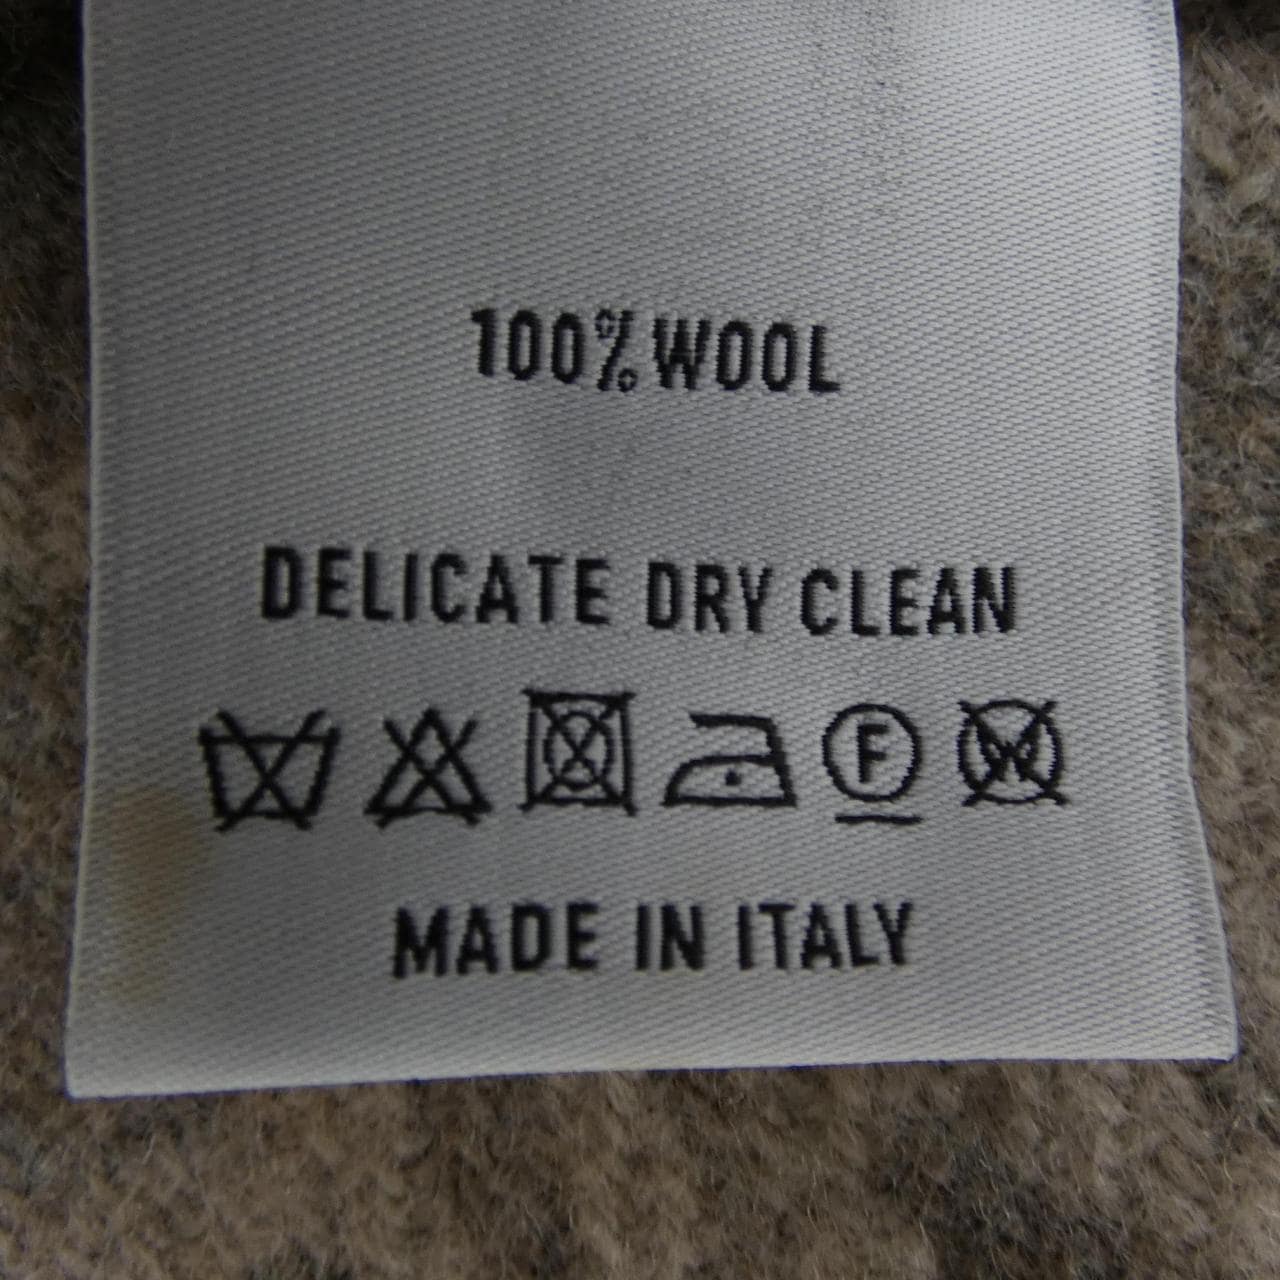 100% WOOL
DELICATE DRY CLEAN
F W
MADE IN ITALY